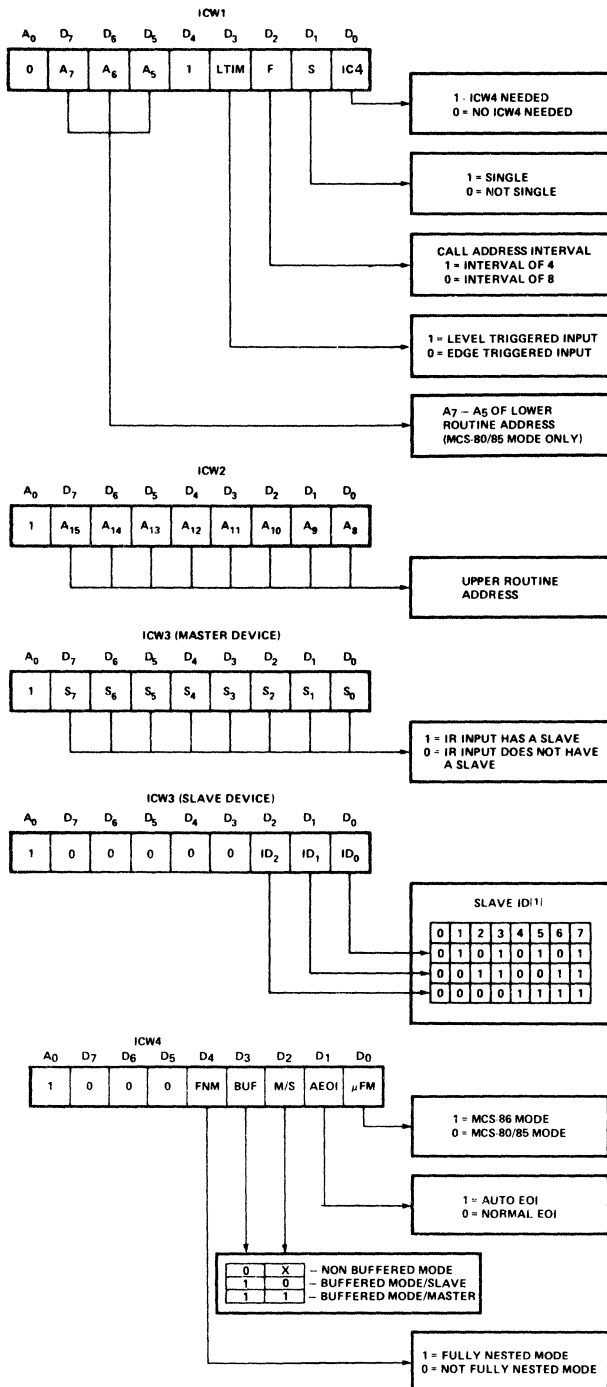 ICW1
A0 D7 D6 D5 D4 D3 D2 D1 D0
0 A7 A6 A5 1 LTIM F S IC4
1 - ICW4 NEEDED
0 = NO ICW4 NEEDED
1 = SINGLE
0 = NOT SINGLE
CALL ADDRESS INTERVAL
1 = INTERVAL OF 4
0 = INTERVAL OF 8
1 = LEVEL TRIGGERED INPUT
0 = EDGE TRIGGERED INPUT
A7 – A5 OF LOWER
ROUTINE ADDRESS
(MCS-80/85 MODE ONLY)
ICW2
A0 D7 D6 D5 D4 D3 D2 D1 D0
1 A15 A14 A13 A12 A11 A10 A9 A8
UPPER ROUTINE
ADDRESS
ICW3 (MASTER DEVICE)
A0 D7 D6 D5 D4 D3 D2 D1 D0
1 S7 S6 S5 S4 S3 S2 S1 S0
1 = IR INPUT HAS A SLAVE
0 = IR INPUT DOES NOT HAVE
A SLAVE
ICW3 (SLAVE DEVICE)
A0 D7 D6 D5 D4 D3 D2 D1 D0
1 0 0 0 0 0 ID2 ID1 ID0
SLAVE ID[1]
0 1 2 3 4 5 6 7
0 1 0 1 0 1 0 1
0 0 1 1 0 0 1 1
0 0 0 0 1 1 1 1
ICW4
A0 D7 D6 D5 D4 D3 D2 D1 D0
1 0 0 0 FNM BUF M/S AEOI μFM
1 = MCS-86 MODE
0 = MCS-80/85 MODE
1 = AUTO EOI
0 = NORMAL EOI
0 X – NON BUFFERED MODE
1 0 – BUFFERED MODE/SLAVE
1 1 – BUFFERED MODE/MASTER
1 = FULLY NESTED MODE
0 = NOT FULLY NESTED MODE